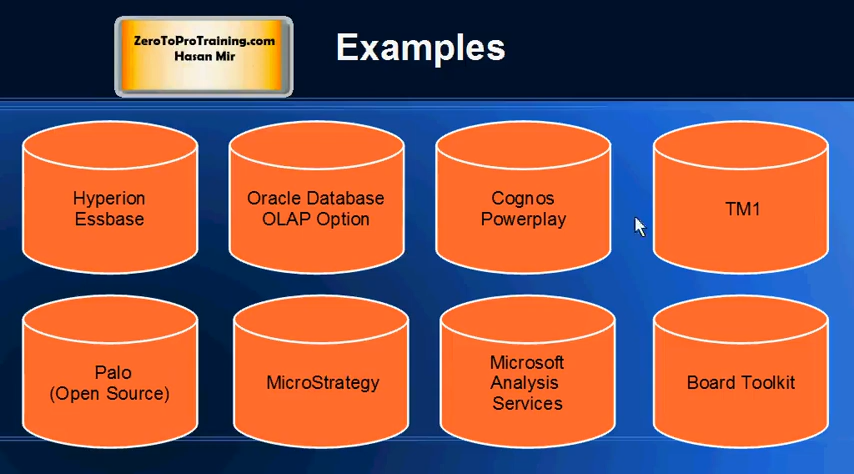 ZeroToProTraining.com
Hasan Mir
Examples
Hyperion
Essbase
Oracle Database
OLAP Option
Cognos
Powerplay
TM1
Palo
(Open Source)
MicroStrategy
Microsoft
Analysis
Services
Board Toolkit